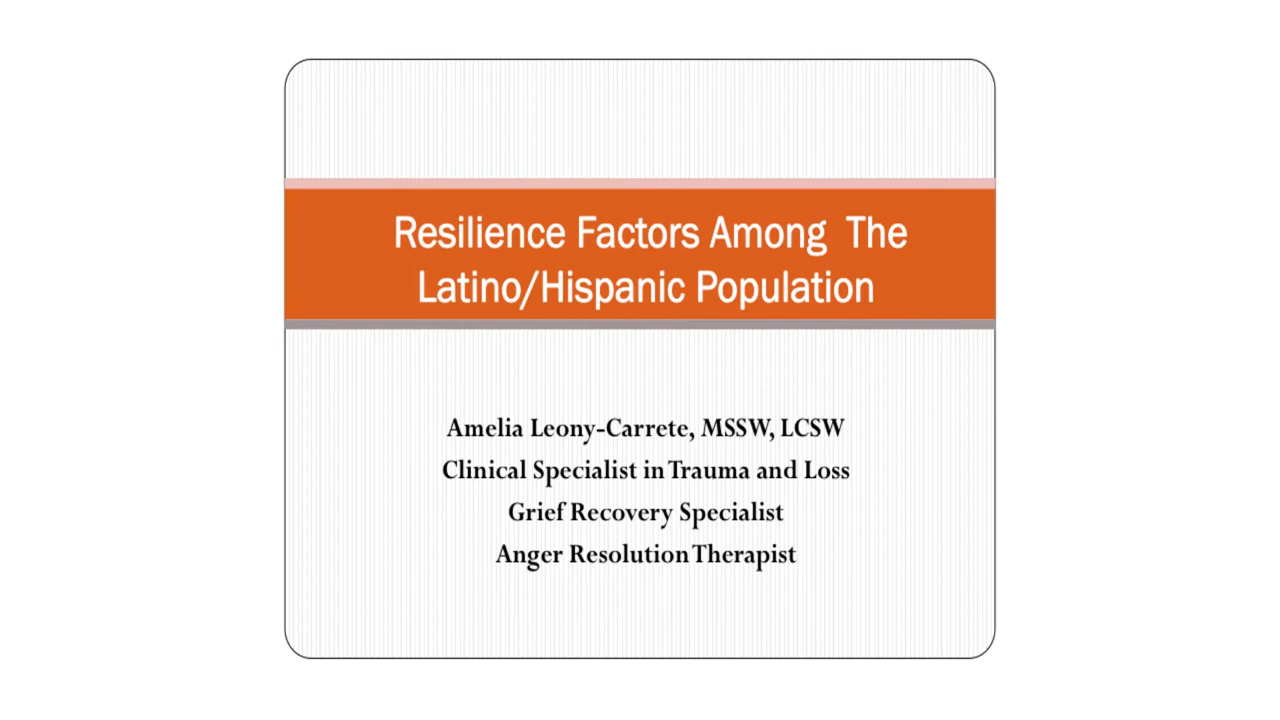 Resilience Factors Among The
Latino/Hispanic Population
Amelia Leony-Carrete, MSSW, LCSW
Clinical Specialist in Trauma and Loss
Grief Recovery Specialist
Anger Resolution Therapist